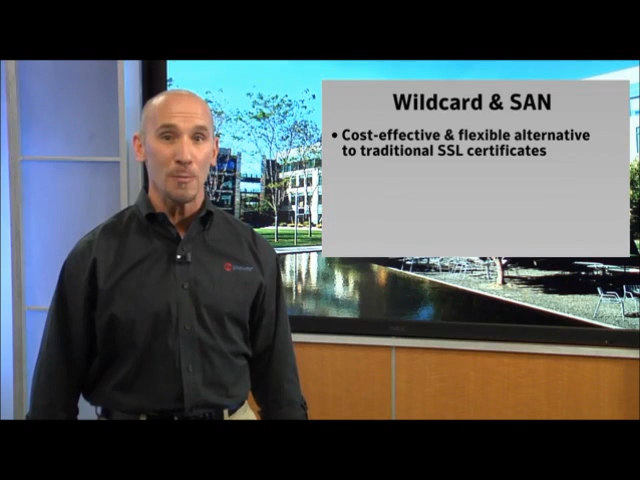 Wildcard & SAN
• Cost-effective & flexible alternative
to traditional SSL certificates